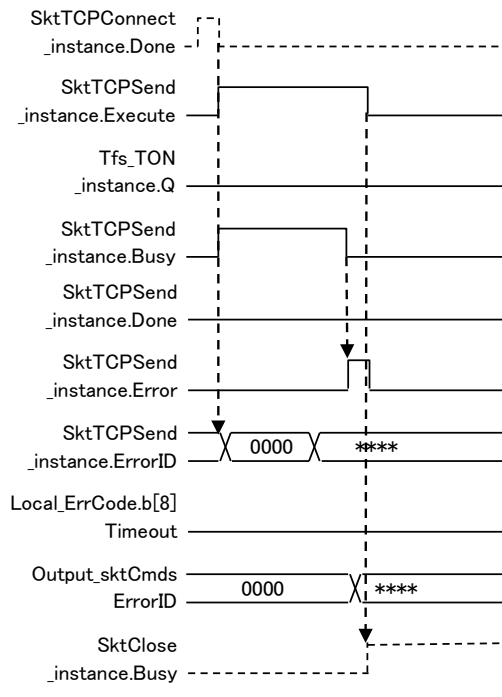 SktTCPConnect
_instance.Done
SktTCPSend
_instance.Execute
Tfs_TON
_instance.Q
SktTCPSend
_instance.Busy
SktTCPSend
_instance.Done
SktTCPSend
_instance.Error
SktTCPSend
_instance.ErrorID
0000 ****
Local_ErrCode.b[8]
Timeout
Output_sktCmds
ErrorID
0000 ****
SktClose
_instance.Busy